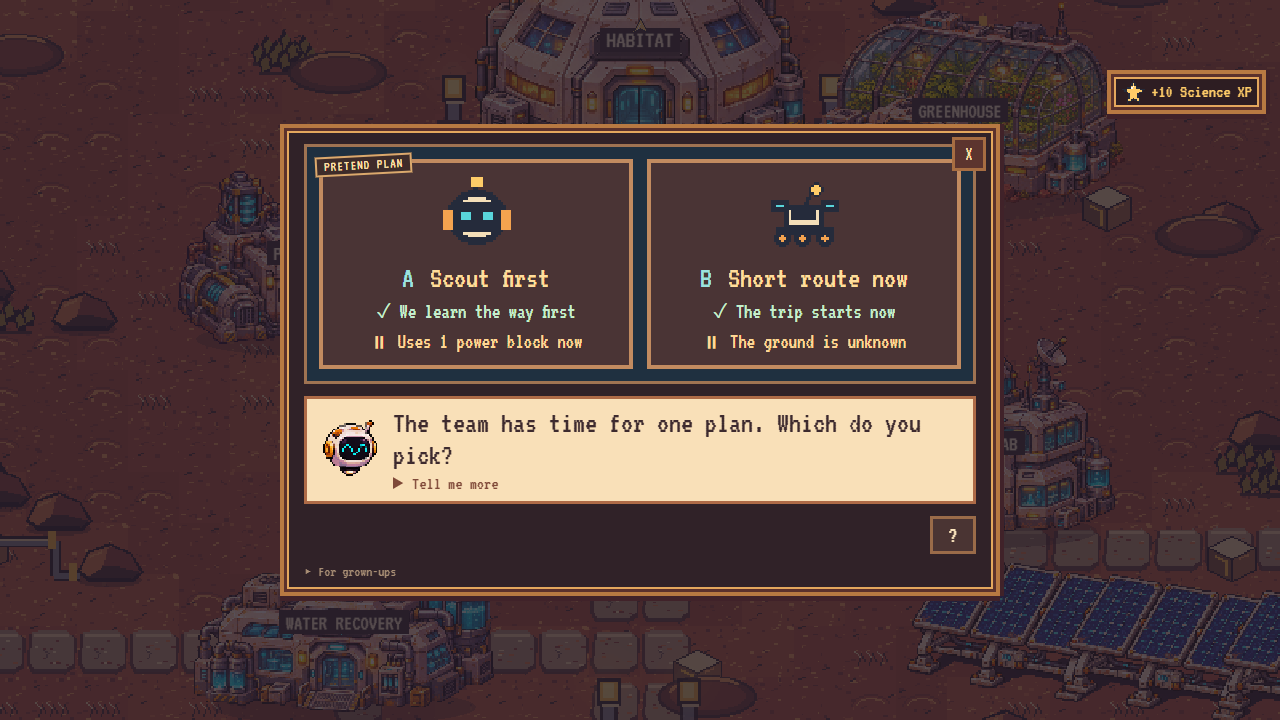 HABITAT
+10 Science XP
GREENHOUSE
X
PRETEND PLAN
A Scout first
✓ We learn the way first
Uses 1 power block now
B Short route now
✓ The trip starts now
The ground is unknown
The team has time for one plan. Which do you
pick?
▶ Tell me more
?
▸ For grown-ups
WATER RECOVERY